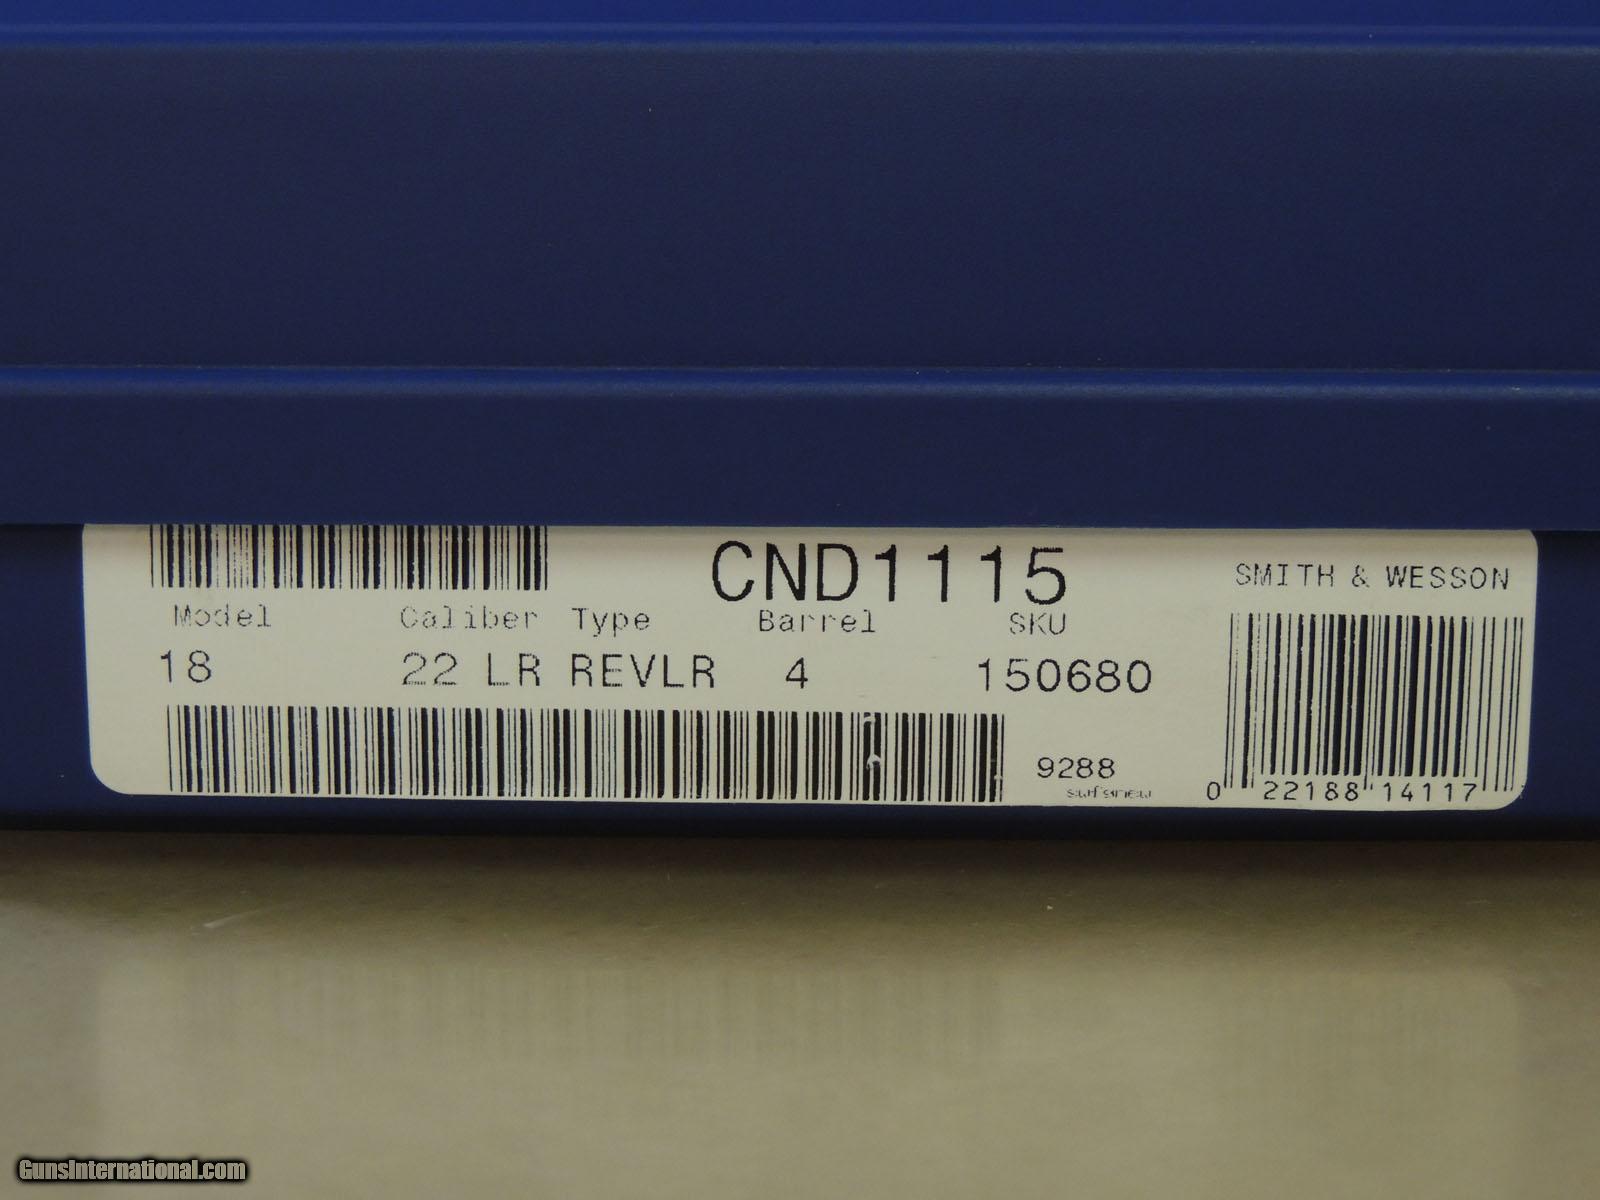 CND1115
SMITH & WESSON
Model Caliber Type Barrel SKU
18 22 LR REVLR 4 150680
9288
swfsnew
0 22188 14117
GunsInternational.com